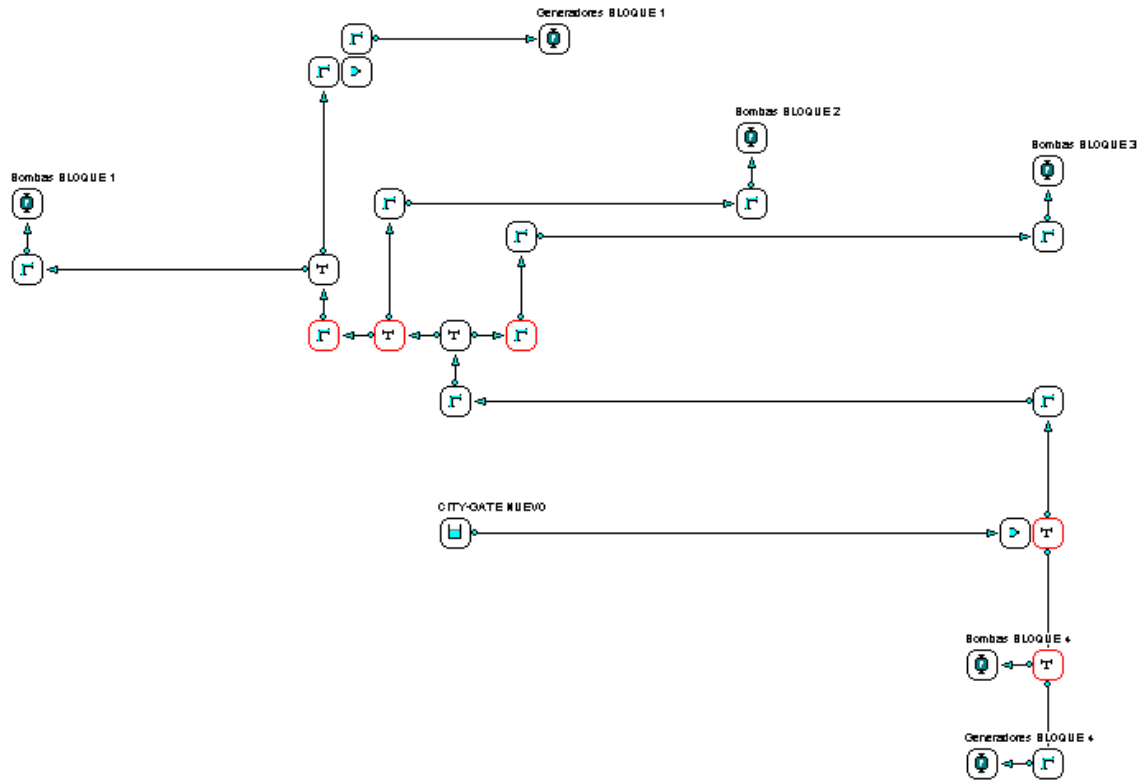 Generadores BLOQUE 1
Bombas BLOQUE 2
Bombas BLOQUE 3
Bombas BLOQUE 1
T
T
T
CITY-GATE NUEVO
T
Bombas BLOQUE 4
T
Generadores BLOQUE 4